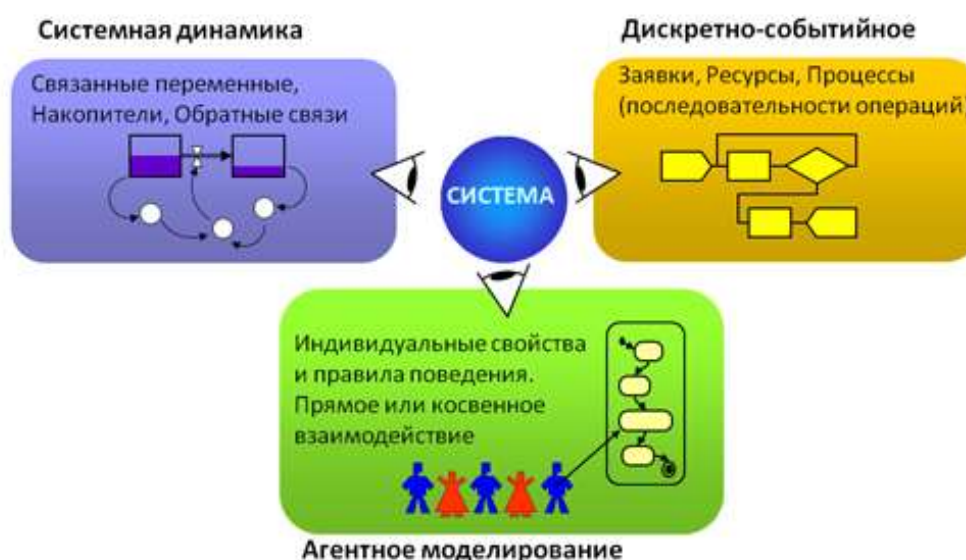 Системная динамика
Связанные переменные,
Накопители, Обратные связи
Дискретно-событийное
Заявки, Ресурсы, Процессы
(последовательности операций)
СИСТЕМА
Индивидуальные свойства
и правила поведения.
Прямое или косвенное
взаимодействие
Агентное моделирование